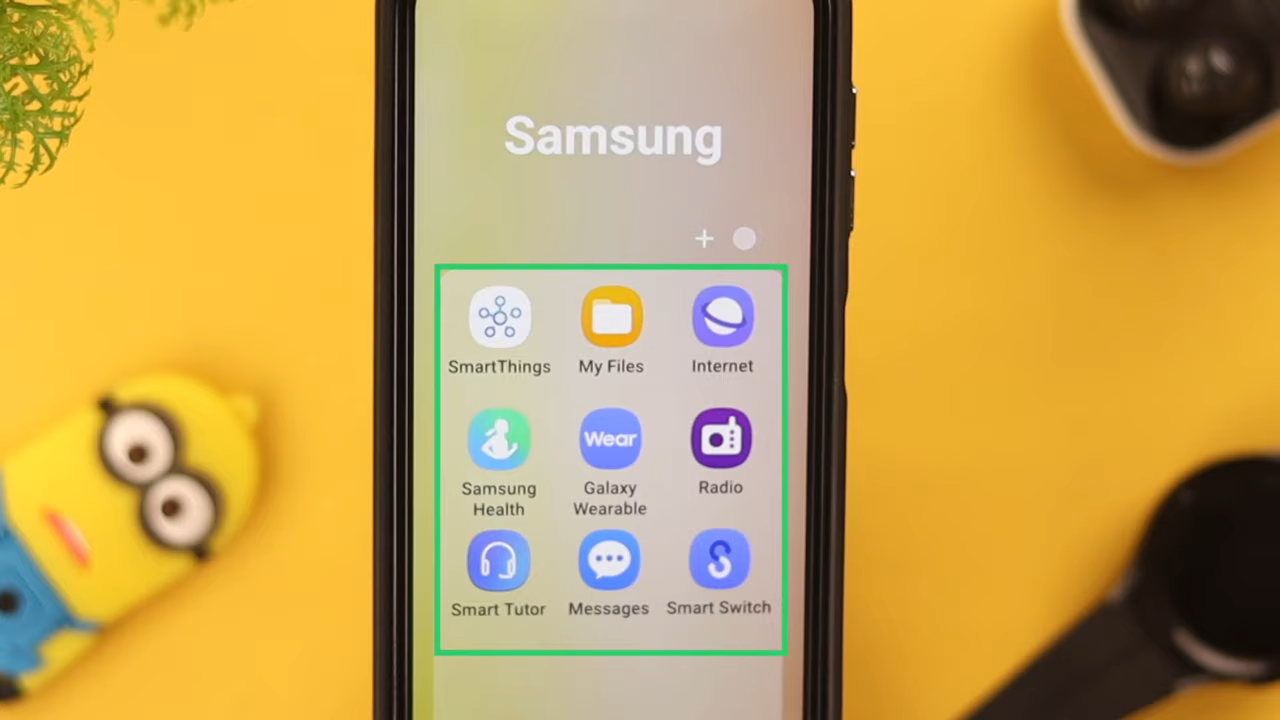 Samsung
SmartThings My Files Internet
Wear
Samsung Health Galaxy Wearable Radio
Smart Tutor Messages Smart Switch